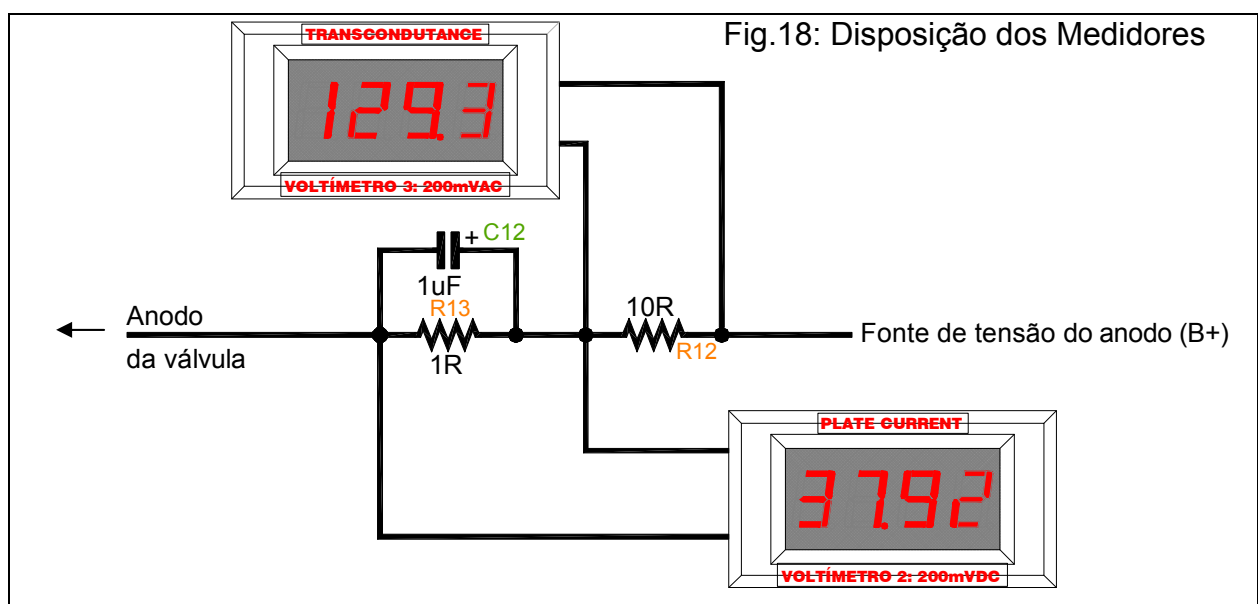 Fig.18: Disposição dos Medidores
TRANSCONDUTANCE
129.3
VOLTÍMETRO 3: 200mVAC
+ C12
1uF
R13
1R
10R
R12
Anodo
da válvula
Fonte de tensão do anodo (B+)
PLATE CURRENT
37.92
VOLTÍMETRO 2: 200mVDC